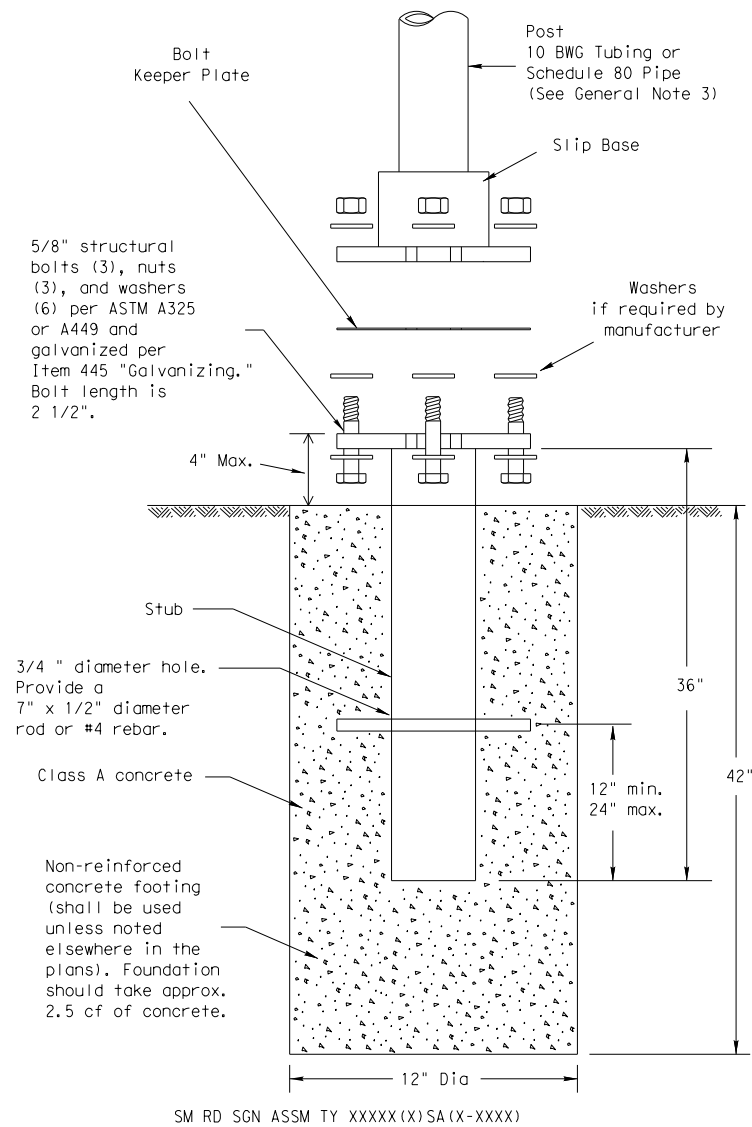 Bolt
Keeper Plate
Post
10 BWG Tubing or
Schedule 80 Pipe
(See General Note 3)
Slip Base
5/8" structural
bolts (3), nuts
(3), and washers
(6) per ASTM A325
or A449 and
galvanized per
Item 445 "Galvanizing."
Bolt length is
2 1/2".
Washers
if required by
manufacturer
4" Max.
Stub
3/4 " diameter hole.
Provide a
7" x 1/2" diameter
rod or #4 rebar.
36"
Class A concrete
12" min.
24" max.
42"
Non-reinforced
concrete footing
(shall be used
unless noted
elsewhere in the
plans). Foundation
should take approx.
2.5 cf of concrete.
12" Dia
SM RD SGN ASSM TY XXXXX(X)SA(X-XXXX)